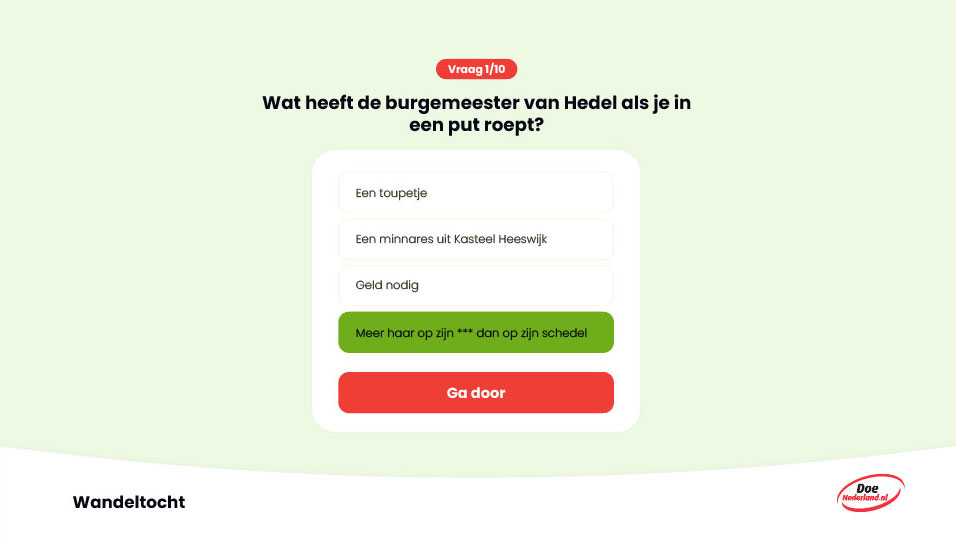 Vraag 1/10
Wat heeft de burgemeester van Hedel als je in
een put roept?
Een toupetje
Een minnares uit Kasteel Heeswijk
Geld nodig
Meer haar op zijn *** dan op zijn schedel
Ga door
Wandeltocht
Doe
Nederland.nl